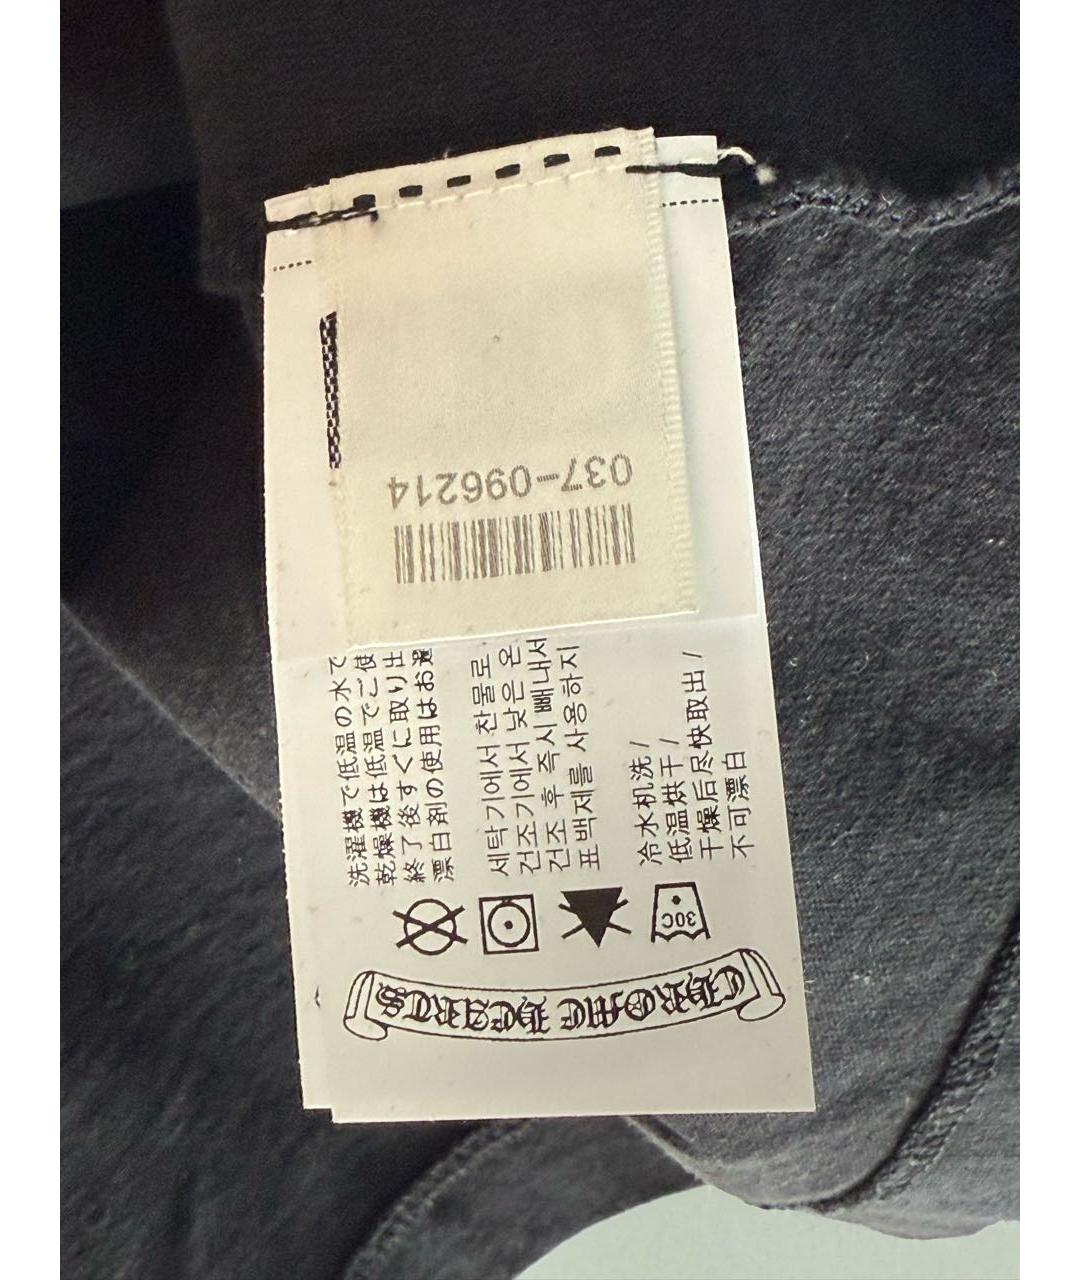 037-096214
洗濯機で低温の水で
乾燥機は低温でご使
終了後すぐに取り出
漂白剤の使用はお避
세탁기에서 찬물로
건조기에서 낮은 온
건조 후 즉시 빼내서
표백제를 사용하지
冷水机洗 /
低温烘干 /
干燥后尽快取出 /
不可漂白
30C
CHROME HEARTS